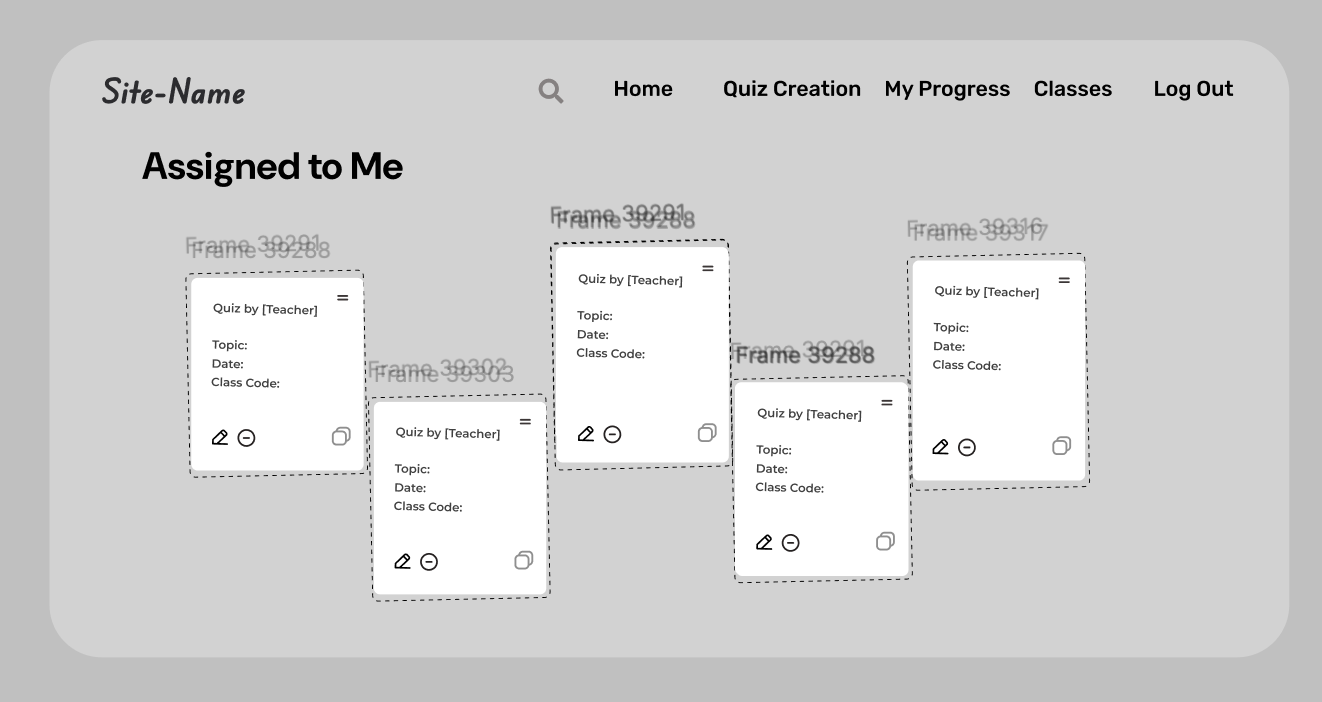 Site-Name
Home Quiz Creation My Progress Classes Log Out
Assigned to Me
Frame 39291
Frame 39288
Quiz by [Teacher]
Topic:
Date:
Class Code:
Frame 39302
Frame 39303
Quiz by [Teacher]
Topic:
Date:
Class Code:
Frame 39291
Frame 39288
Quiz by [Teacher]
Topic:
Date:
Class Code:
Frame 39291
Frame 39288
Quiz by [Teacher]
Topic:
Date:
Class Code:
Frame 39316
Frame 39317
Quiz by [Teacher]
Topic:
Date:
Class Code: